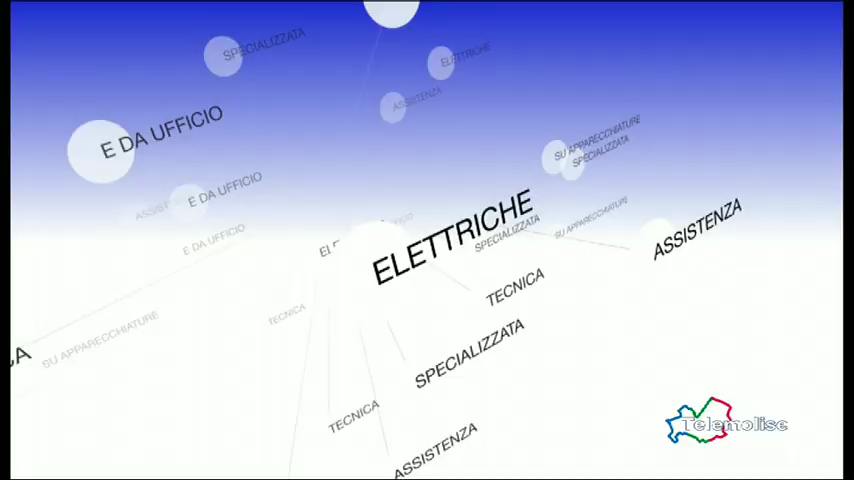 SPECIALIZZATA
ELETTRICHE
ASSISTENZA
E DA UFFICIO
SU APPARECCHIATURE
SPECIALIZZATA
E DA UFFICIO
SU APPARECCHIATURE
ELETTRICHE
SPECIALIZZATA
ASSISTENZA
E DA UFFICIO
TECNICA
TECNICA
SU APPARECCHIATURE
SPECIALIZZATA
TECNICA
ASSISTENZA
Telemolise